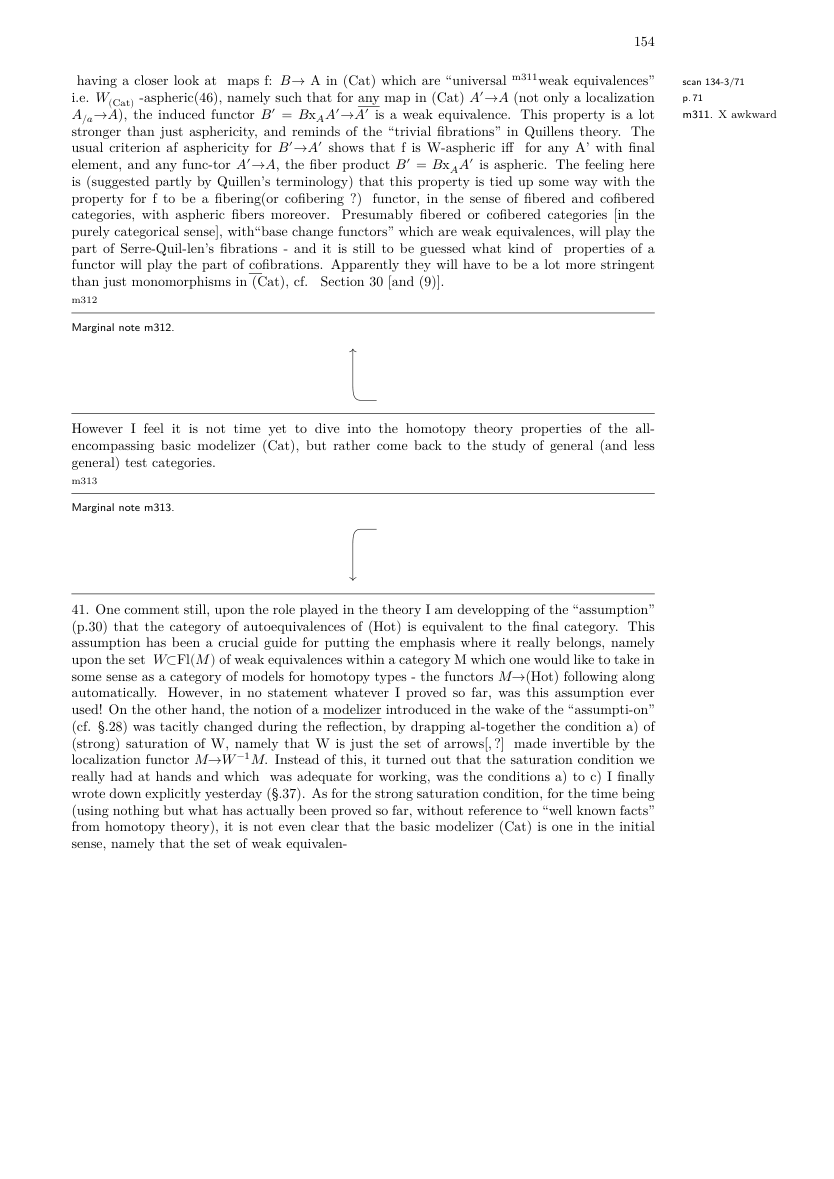 154
having a closer look at maps f: B→ A in (Cat) which are “universal m311weak equivalences”
i.e. W(Cat) -aspheric(46), namely such that for any map in (Cat) A′→A (not only a localization
A/a→A), the induced functor B′ = BxAA′→A′ is a weak equivalence. This property is a lot
stronger than just asphericity, and reminds of the “trivial fibrations” in Quillens theory. The
usual criterion af asphericity for B′→A′ shows that f is W-aspheric iff for any A’ with final
element, and any func-tor A′→A, the fiber product B′ = BxAA′ is aspheric. The feeling here
is (suggested partly by Quillen’s terminology) that this property is tied up some way with the
property for f to be a fibering(or cofibering ?) functor, in the sense of fibered and cofibered
categories, with aspheric fibers moreover. Presumably fibered or cofibered categories [in the
purely categorical sense], with“base change functors” which are weak equivalences, will play the
part of Serre-Quil-len’s fibrations - and it is still to be guessed what kind of properties of a
functor will play the part of cofibrations. Apparently they will have to be a lot more stringent
than just monomorphisms in (Cat), cf. Section 30 [and (9)].
scan 134-3/71
p. 71
m311. X awkward
m312
Marginal note m312.
However I feel it is not time yet to dive into the homotopy theory properties of the all-
encompassing basic modelizer (Cat), but rather come back to the study of general (and less
general) test categories.
m313
Marginal note m313.
41. One comment still, upon the role played in the theory I am developping of the “assumption”
(p.30) that the category of autoequivalences of (Hot) is equivalent to the final category. This
assumption has been a crucial guide for putting the emphasis where it really belongs, namely
upon the set W⊂Fl(M) of weak equivalences within a category M which one would like to take in
some sense as a category of models for homotopy types - the functors M→(Hot) following along
automatically. However, in no statement whatever I proved so far, was this assumption ever
used! On the other hand, the notion of a modelizer introduced in the wake of the “assumpti-on”
(cf. §.28) was tacitly changed during the reflection, by drapping al-together the condition a) of
(strong) saturation of W, namely that W is just the set of arrows[, ?] made invertible by the
localization functor M→W⁻¹M. Instead of this, it turned out that the saturation condition we
really had at hands and which was adequate for working, was the conditions a) to c) I finally
wrote down explicitly yesterday (§.37). As for the strong saturation condition, for the time being
(using nothing but what has actually been proved so far, without reference to “well known facts”
from homotopy theory), it is not even clear that the basic modelizer (Cat) is one in the initial
sense, namely that the set of weak equivalen-